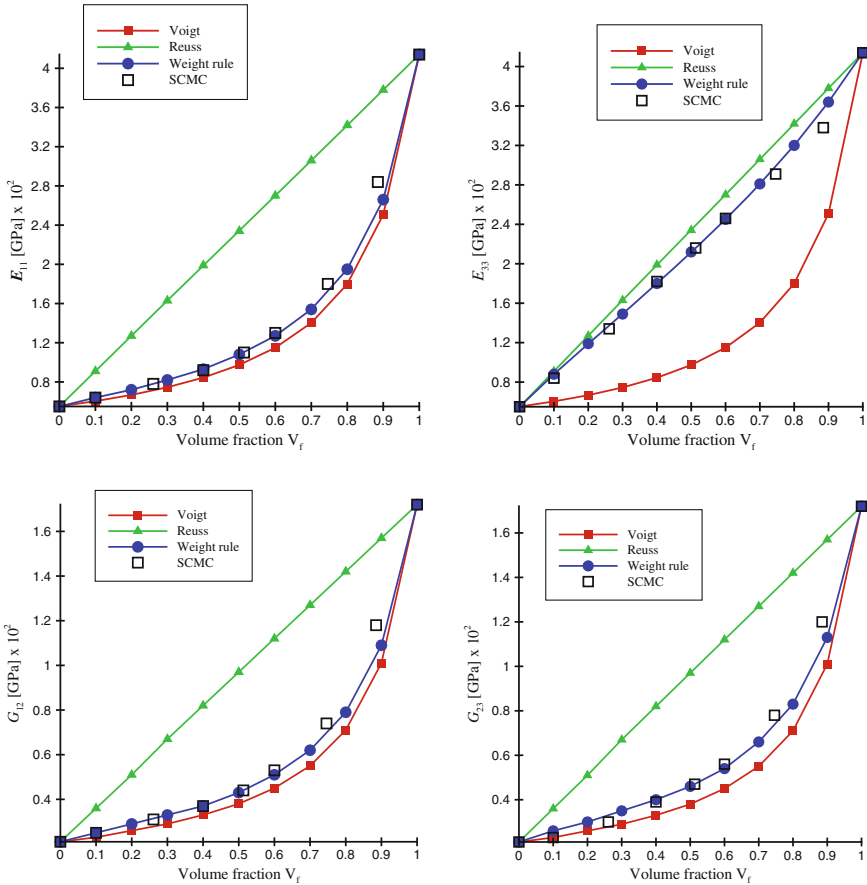 Voigt
Reuss
Weight rule
SCMC
4
3.6
3.2
2.8
2.4
2
1.6
1.2
0.8
E11 [GPa] x 10²
0 0.1 0.2 0.3 0.4 0.5 0.6 0.7 0.8 0.9 1
Volume fraction Vf
Voigt
Reuss
Weight rule
SCMC
4
3.6
3.2
2.8
2.4
2
1.6
1.2
0.8
E33 [GPa] x 10²
0 0.1 0.2 0.3 0.4 0.5 0.6 0.7 0.8 0.9 1
Volume fraction Vf
Voigt
Reuss
Weight rule
SCMC
1.6
1.4
1.2
1
0.8
0.6
0.4
G12 [GPa] x 10²
0 0.1 0.2 0.3 0.4 0.5 0.6 0.7 0.8 0.9 1
Volume fraction Vf
Voigt
Reuss
Weight rule
SCMC
1.6
1.4
1.2
1
0.8
0.6
0.4
G23 [GPa] x 10²
0 0.1 0.2 0.3 0.4 0.5 0.6 0.7 0.8 0.9 1
Volume fraction Vf